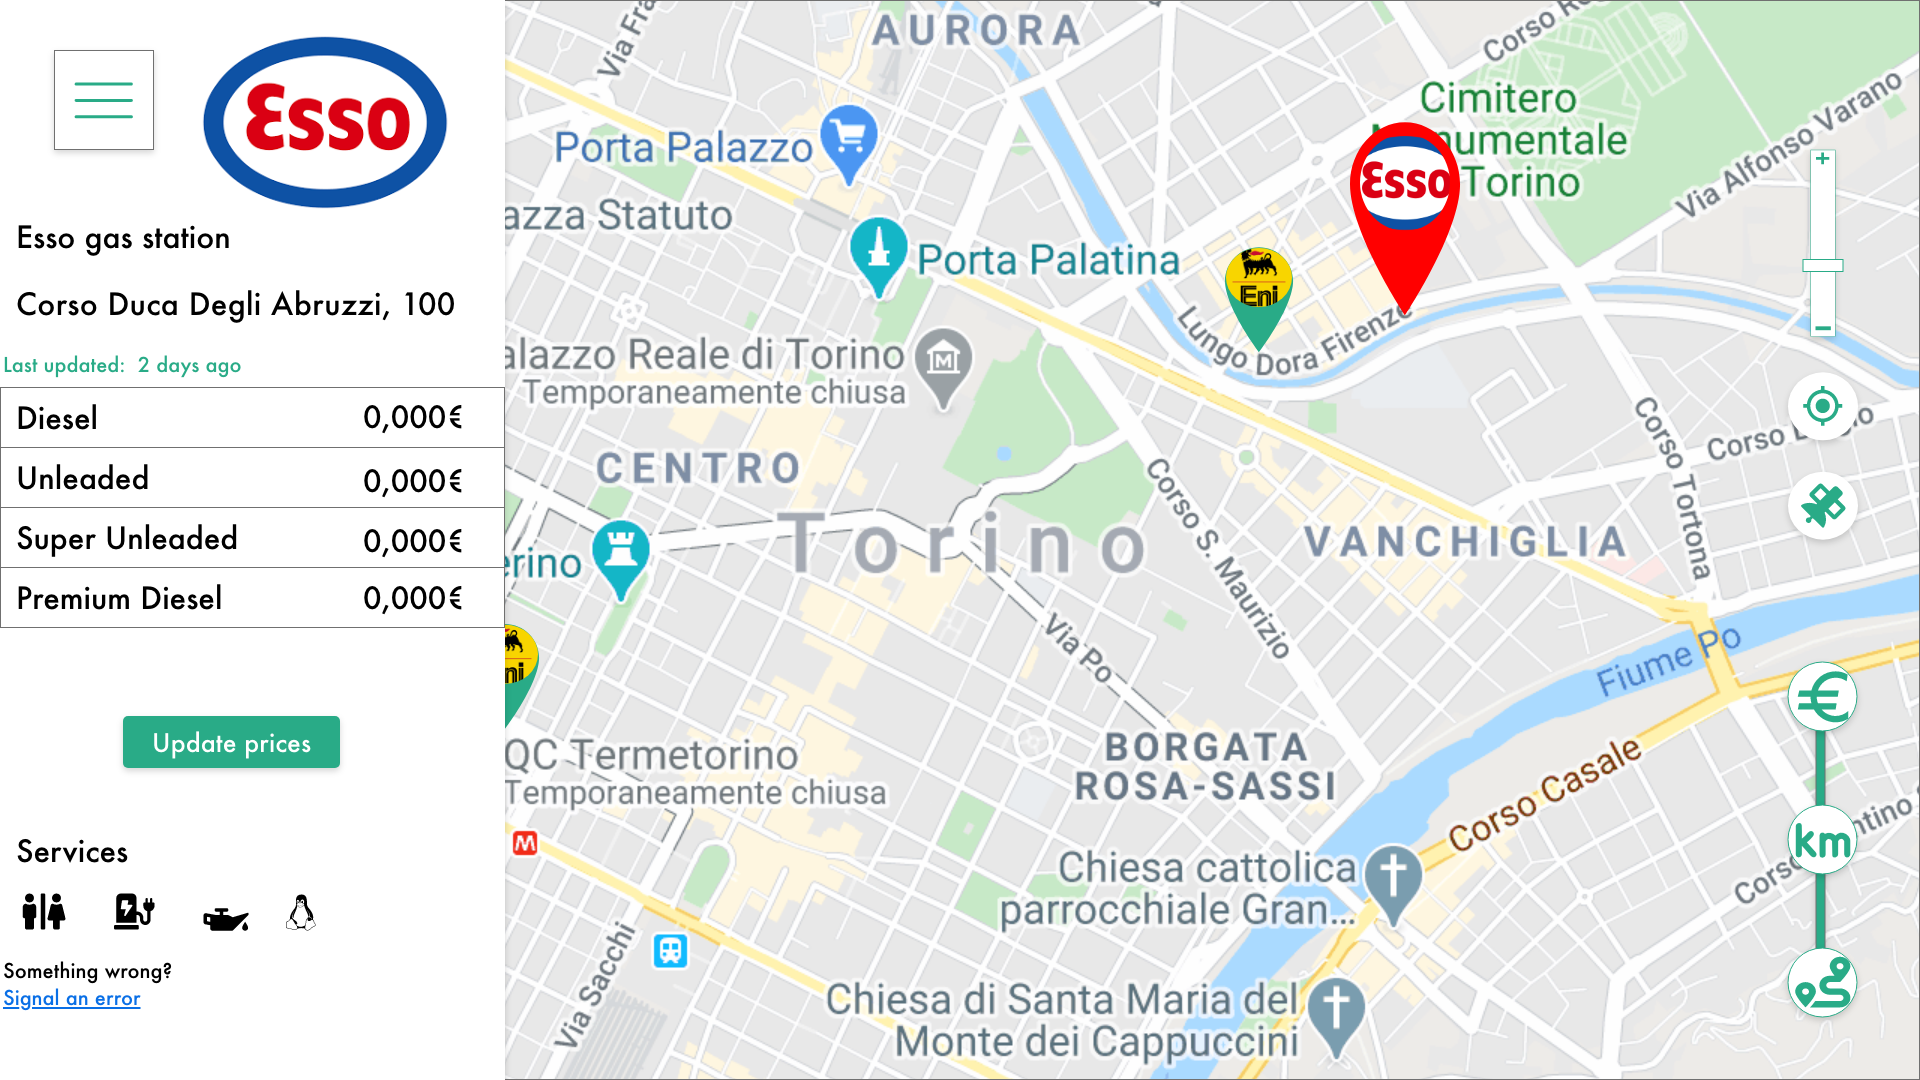 Esso
Esso gas station
Corso Duca Degli Abruzzi, 100
Last updated: 2 days ago
Diesel 0,000€
Unleaded 0,000€
Super Unleaded 0,000€
Premium Diesel 0,000€
Update prices
Services
Something wrong?
Signal an error
AURORA
Via Fra
Corso Re
Cimitero
Monumentale
Torino
Esso
Via Alfonso Varano
+
−
Porta Palazzo
azza Statuto
Porta Palatina
Eni
Lungo Dora Firenze
alazzo Reale di Torino
Temporaneamente chiusa
M
CENTRO
Corso S. Maurizio
Corso Tortona
Corso
Torino
VANCHIGLIA
erino
Via Po
Fiume Po
ni
€
QC Termetorino
Temporaneamente chiusa
BORGATA
ROSA-SASSI
Corso Casale
M
km
ntino
Corso
Chiesa cattolica
parrocchiale Gran...
Via Sacchi
Chiesa di Santa Maria del
Monte dei Cappuccini